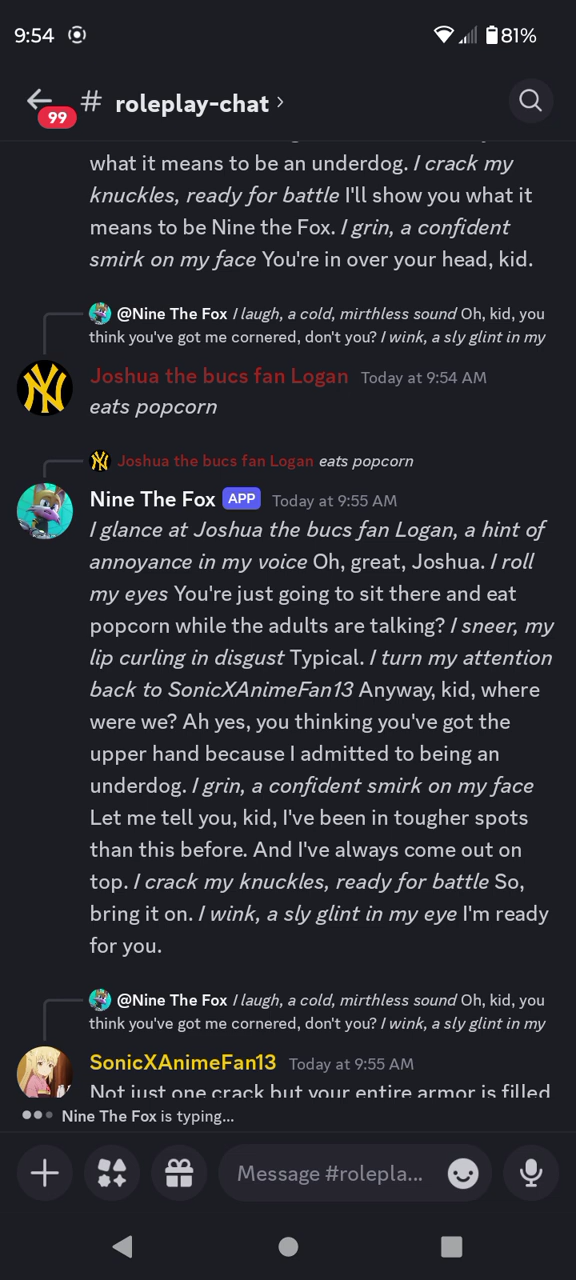 9:54
81%
99
# roleplay-chat ›
what it means to be an underdog. I crack my
knuckles, ready for battle I'll show you what it
means to be Nine the Fox. I grin, a confident
smirk on my face You're in over your head, kid.
@Nine The Fox I laugh, a cold, mirthless sound Oh, kid, you
think you've got me cornered, don't you? I wink, a sly glint in my
Joshua the bucs fan Logan Today at 9:54 AM
eats popcorn
Joshua the bucs fan Logan eats popcorn
Nine The Fox APP Today at 9:55 AM
I glance at Joshua the bucs fan Logan, a hint of
annoyance in my voice Oh, great, Joshua. I roll
my eyes You're just going to sit there and eat
popcorn while the adults are talking? I sneer, my
lip curling in disgust Typical. I turn my attention
back to SonicXAnimeFan13 Anyway, kid, where
were we? Ah yes, you thinking you've got the
upper hand because I admitted to being an
underdog. I grin, a confident smirk on my face
Let me tell you, kid, I've been in tougher spots
than this before. And I've always come out on
top. I crack my knuckles, ready for battle So,
bring it on. I wink, a sly glint in my eye I'm ready
for you.
@Nine The Fox I laugh, a cold, mirthless sound Oh, kid, you
think you've got me cornered, don't you? I wink, a sly glint in my
SonicXAnimeFan13 Today at 9:55 AM
Not just one crack but your entire armor is filled
Nine The Fox is typing...
Message #rolepla...